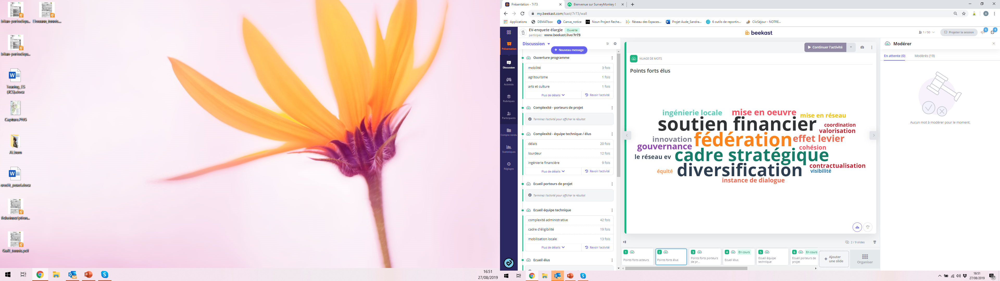 bilan-periodiqu...
Elouann_tennis....
bilan-periodiqu...
Teasing_ES
(JCS).docx
Capture.PNG
ALbum
credit_pexel.docx
ficheinscription...
Gaël_tennis.pdf
16:51
27/08/2019
Présentation - 7r73
Bienvenue sur SurveyMonkey !
my.beekast.com/kast/7r73/wall
A
Applications
DEMATbox
Canva_notice
Noun Project Reche...
Réseau des Espaces...
Projet Aude_Sandra...
6 outils de reportin...
ClicSéjour - NOTRE...
EV-enquete élargie
Ouverte
participez : www.beekast.live/7r73
beekast
1 / 50
Projeter la session
6
4
Présentation
Discussion
Activités
Rubriques
Participants
Compte rendu
Statistiques
Réglages
Discussion
+ Nouveau message
Ouverture programme
mobilité 3 fois
agritourisme 1 fois
arts et culture 1 fois
Plus de détails
Revoir l'activité
Complexité - porteurs de projet
Terminez l'activité pour afficher le résultat
Complexité - équipe technique / élus
délais 20 fois
lourdeur 12 fois
ingénierie financière 9 fois
Plus de détails
Revoir l'activité
Ecueil porteurs de projet
Terminez l'activité pour afficher le résultat
Ecueil équipe technique
complexité administrative 42 fois
cadre d'éligibilité 19 fois
mobilisation locale 13 fois
Plus de détails
Revoir l'activité
Ecueil élus
Continuer l'activité
NUAGE DE MOTS
Points forts élus
ingénierie locale
mise en oeuvre
mise en réseau
soutien financier
coordination
valorisation
innovation
fédération
effet levier
gouvernance
cohésion
le réseau ev
cadre stratégique
contractualisation
équité
diversification
visibilité
instance de dialogue
2 / 9 slides
1
Points forts acteurs
2
Points forts élus
3
Points forts porteurs
de pr...
4
En cours
Ecueil élus
5
Ecueil équipe
technique
6
En cours
Ecueil porteurs de
projet
+ Ajouter
une slide
Organiser
Modérer
En attente (0)
Modérés (19)
Aucun mot à modérer pour le moment.
16:51
27/08/2019